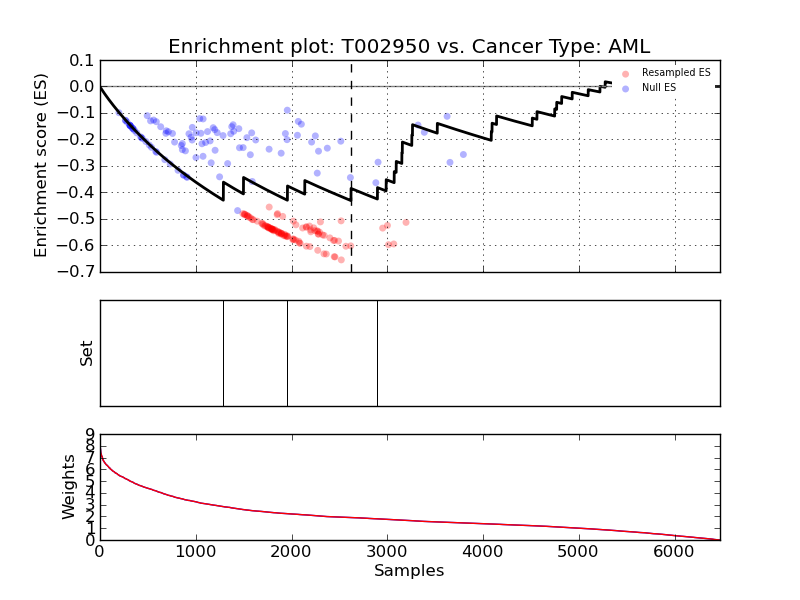 Enrichment plot: T002950 vs. Cancer Type: AML
Enrichment score (ES)
0.1
0.0
−0.1
−0.2
−0.3
−0.4
−0.5
−0.6
−0.7
Resampled ES
Null ES
Set
Weights
9
8
7
6
5
4
3
2
1
0
0 1000 2000 3000 4000 5000 6000
Samples